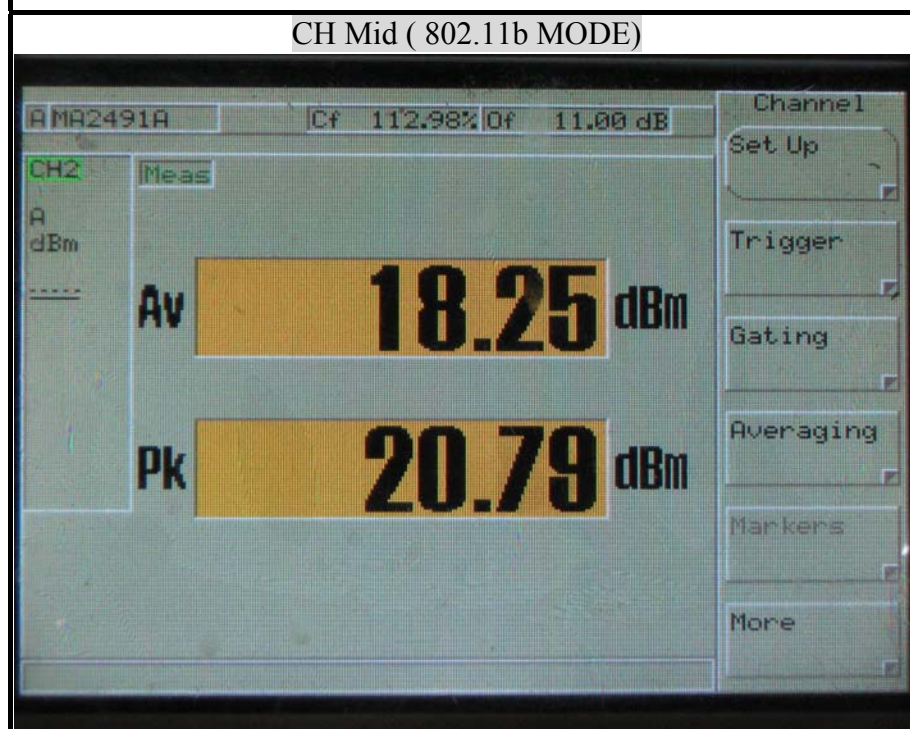 CH Mid ( 802.11b MODE)
A MA2491A Cf 112.98% Of 11.00 dB
Channel
Set Up
CH2
Meas
A
dBm
-----
Trigger
Av 18.25 dBm
Gating
Averaging
Pk 20.79 dBm
Markers
More